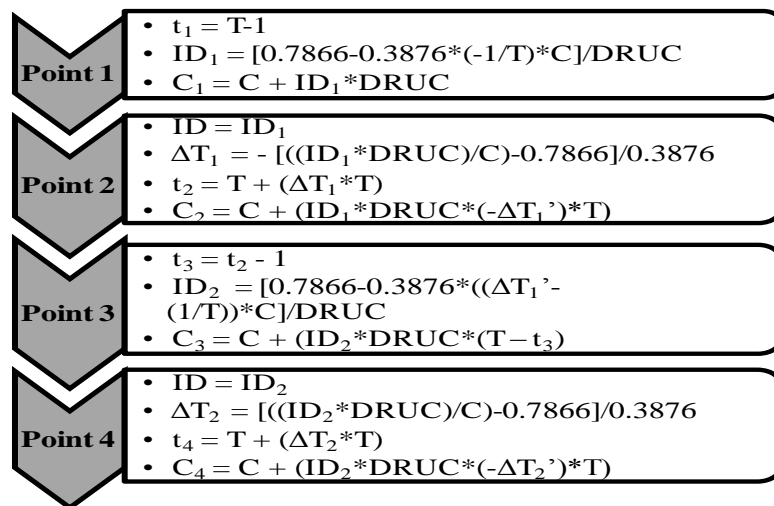 Point 1
• t₁ = T-1
• ID₁ = [0.7866-0.3876*(-1/T)*C]/DRUC
• C₁ = C + ID₁*DRUC
Point 2
• ID = ID₁
• ΔT₁ = - [((ID₁*DRUC)/C)-0.7866]/0.3876
• t₂ = T + (ΔT₁*T)
• C₂ = C + (ID₁*DRUC*(-ΔT₁’)*T)
Point 3
• t₃ = t₂ - 1
• ID₂ = [0.7866-0.3876*((ΔT₁’-
(1/T))*C]/DRUC
• C₃ = C + (ID₂*DRUC*(T–t₃)
Point 4
• ID = ID₂
• ΔT₂ = [((ID₂*DRUC)/C)-0.7866]/0.3876
• t₄ = T + (ΔT₂*T)
• C₄ = C + (ID₂*DRUC*(-ΔT₂’)*T)